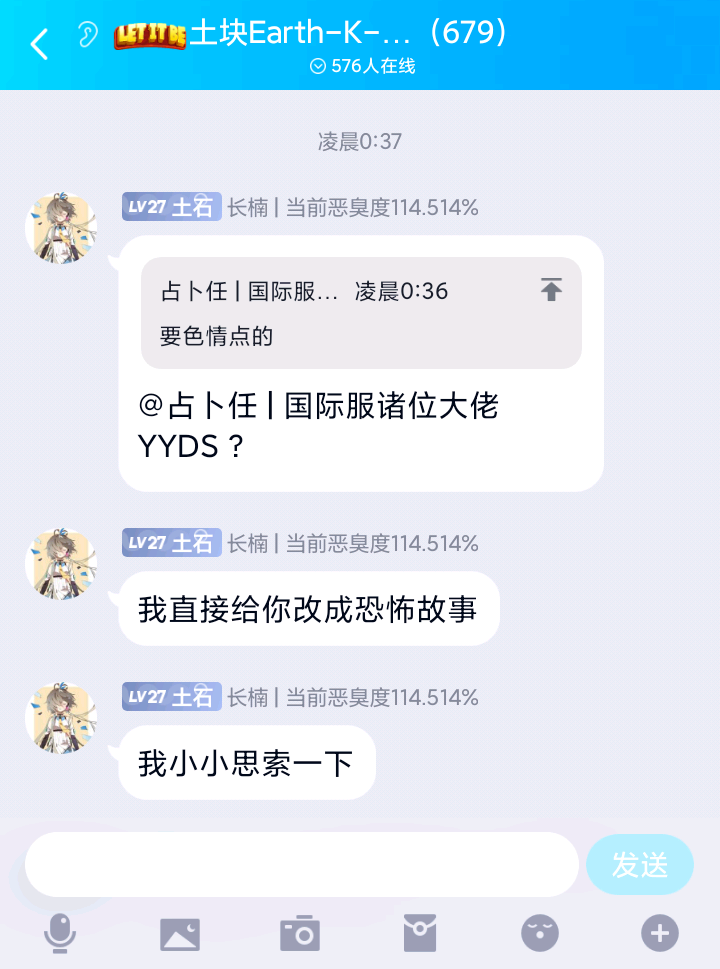 LET IT BE 土块Earth-K-...（679）
576人在线
凌晨0:37
LV27 土石 长楠 | 当前恶臭度114.514%
占卜任 | 国际服... 凌晨0:36
要色情点的
@占卜任 | 国际服诸位大佬
YYDS ?
LV27 土石 长楠 | 当前恶臭度114.514%
我直接给你改成恐怖故事
LV27 土石 长楠 | 当前恶臭度114.514%
我小小思索一下
发送